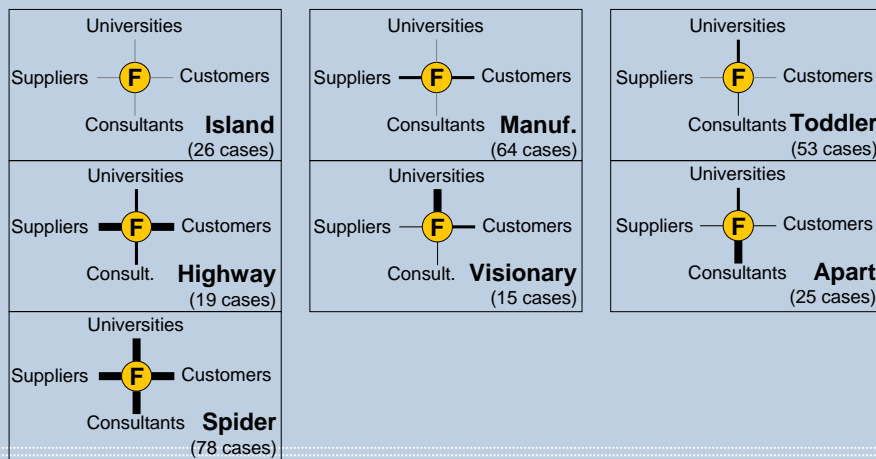 Universities
Suppliers F Customers
Consultants Island
(26 cases)
Universities
Suppliers F Customers
Consultants Manuf.
(64 cases)
Universities
Suppliers F Customers
Consultants Toddler
(53 cases)
Universities
Suppliers F Customers
Consult. Highway
(19 cases)
Universities
Suppliers F Customers
Consult. Visionary
(15 cases)
Universities
Suppliers F Customers
Consultants Apart
(25 cases)
Universities
Suppliers F Customers
Consultants Spider
(78 cases)